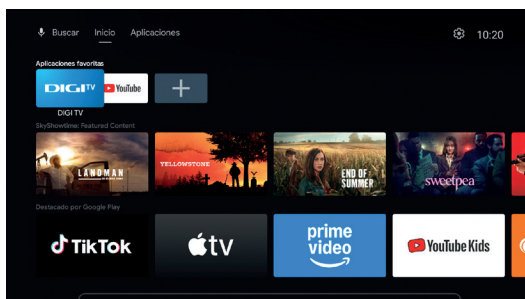 Buscar Inicio Aplicaciones 10:20
Aplicaciones favoritas
DIGI TV YouTube
DIGI TV
SkyShowtime: Featured Content
LANDMAN YELLOWSTONE END OF SUMMER sweetpea
Destacado por Google Play
TikTok tv prime video YouTube Kids